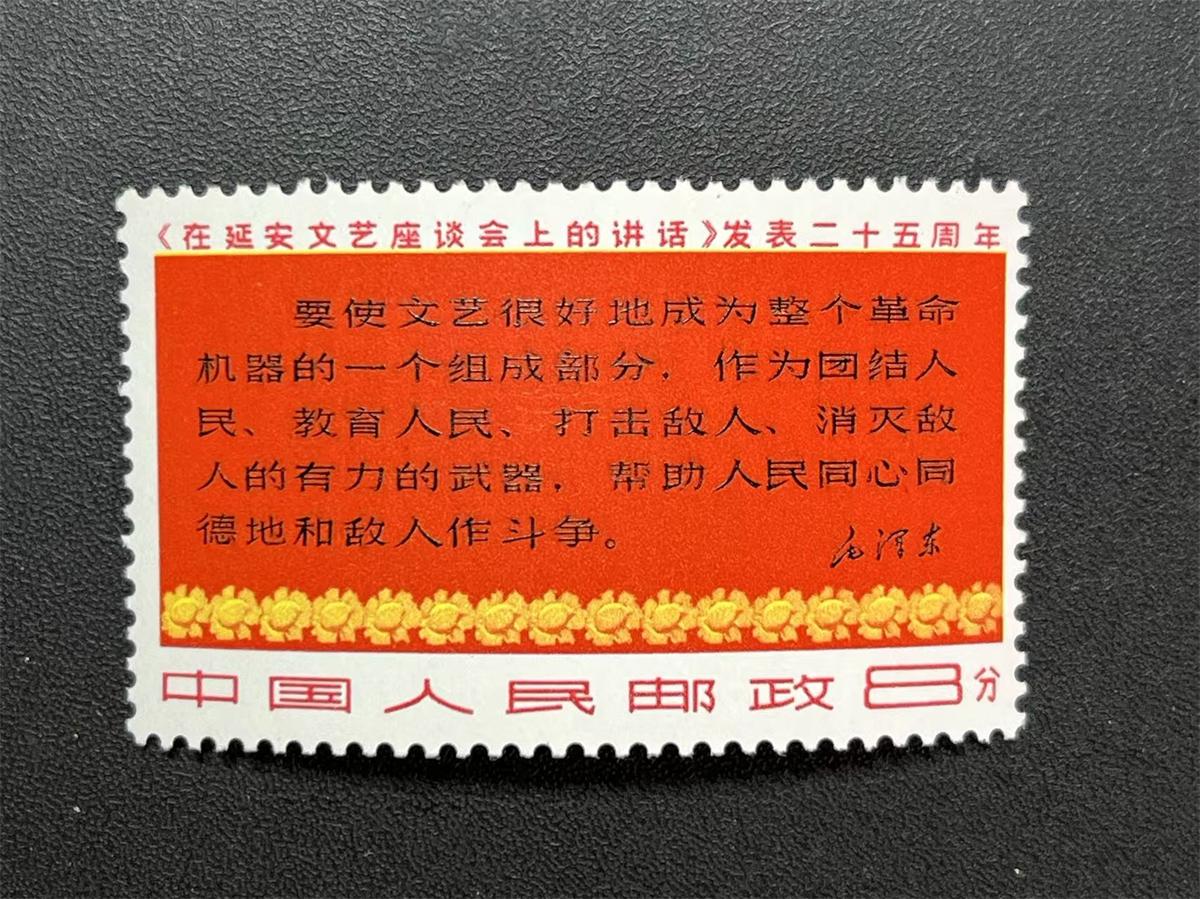 《在延安文艺座谈会上的讲话》发表二十五周年
要使文艺很好地成为整个革命
机器的一个组成部分，作为团结人
民、教育人民、打击敌人、消灭敌
人的有力的武器，帮助人民同心同
德地和敌人作斗争。
毛泽东
中国人民邮政8分